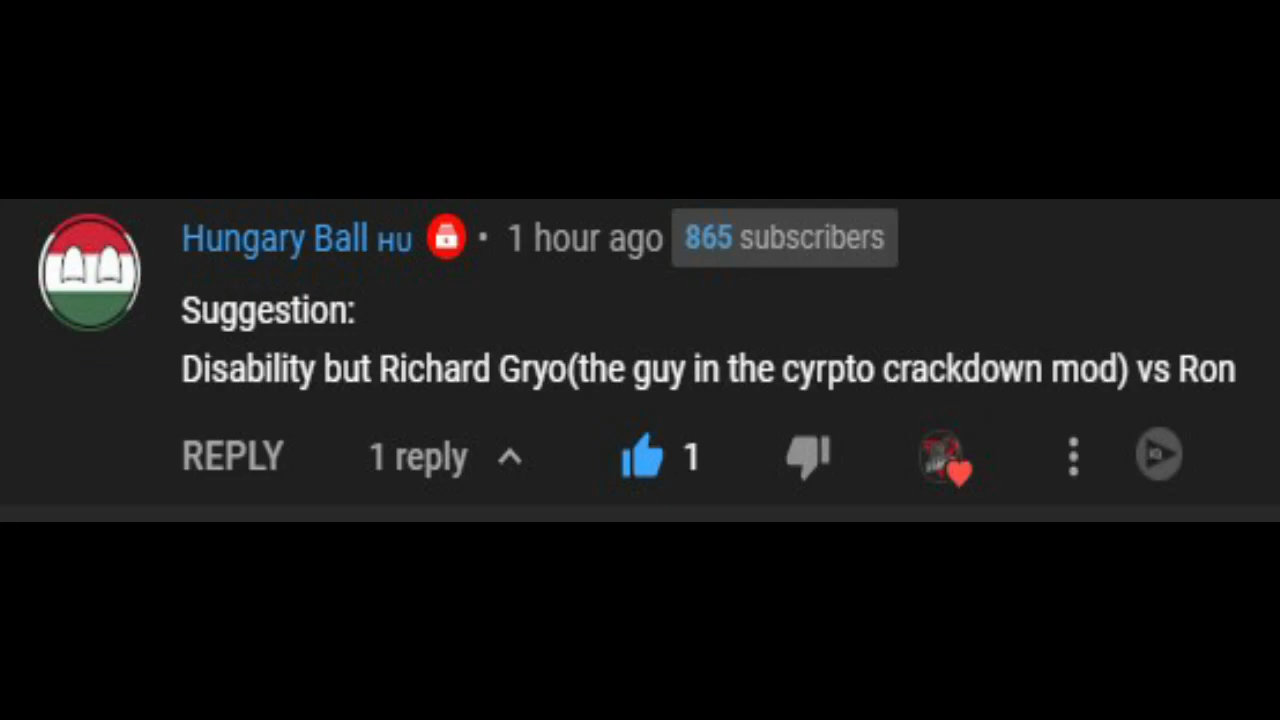 Hungary Ball HU • 1 hour ago 865 subscribers
Suggestion:
Disability but Richard Gryo(the guy in the cyrpto crackdown mod) vs Ron
REPLY 1 reply 1